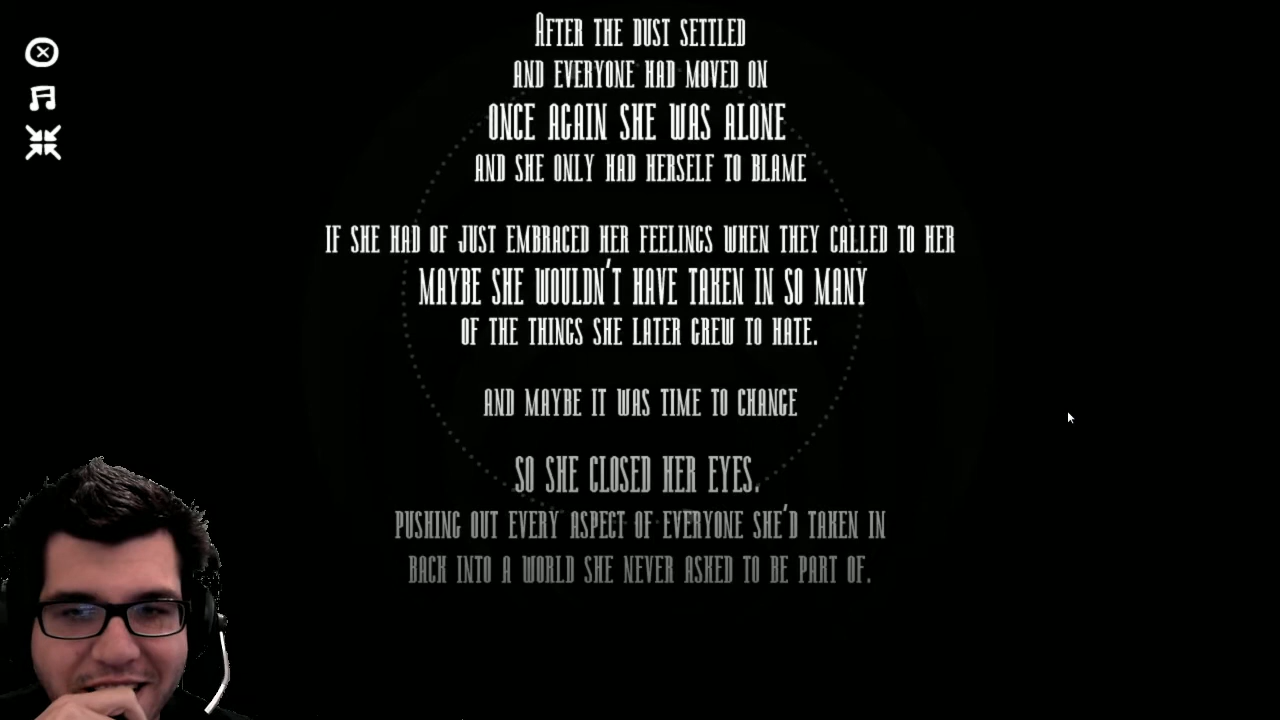 After the dust settled
and everyone had moved on
once again she was alone
and she only had herself to blame
if she had of just embraced her feelings when they called to her
maybe she wouldn't have taken in so many
of the things she later grew to hate.
and maybe it was time to change
so she closed her eyes.
pushing out every aspect of everyone she'd taken in
back into a world she never asked to be part of.